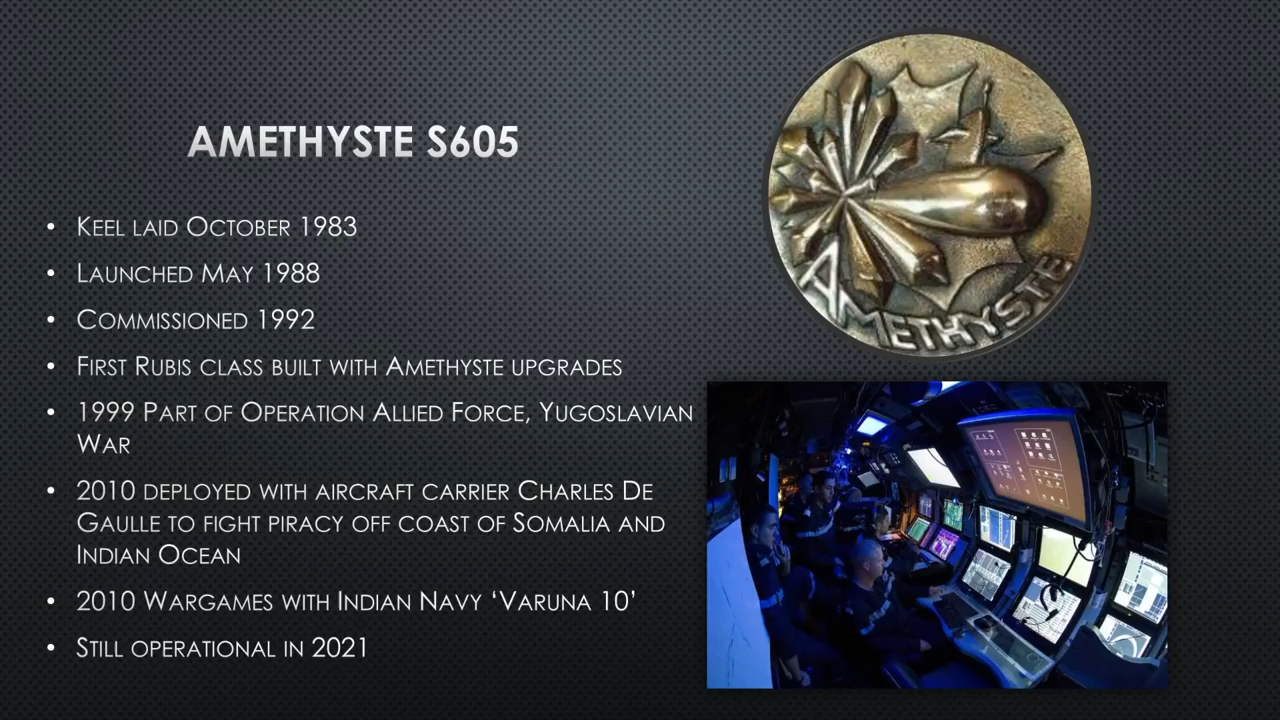 AMETHYSTE S605
• KEEL LAID OCTOBER 1983
• LAUNCHED MAY 1988
• COMMISSIONED 1992
• FIRST RUBIS CLASS BUILT WITH AMETHYSTE UPGRADES
• 1999 PART OF OPERATION ALLIED FORCE, YUGOSLAVIAN
WAR
• 2010 DEPLOYED WITH AIRCRAFT CARRIER CHARLES DE
GAULLE TO FIGHT PIRACY OFF COAST OF SOMALIA AND
INDIAN OCEAN
• 2010 WARGAMES WITH INDIAN NAVY ‘VARUNA 10’
• STILL OPERATIONAL IN 2021
AMETHYSTE